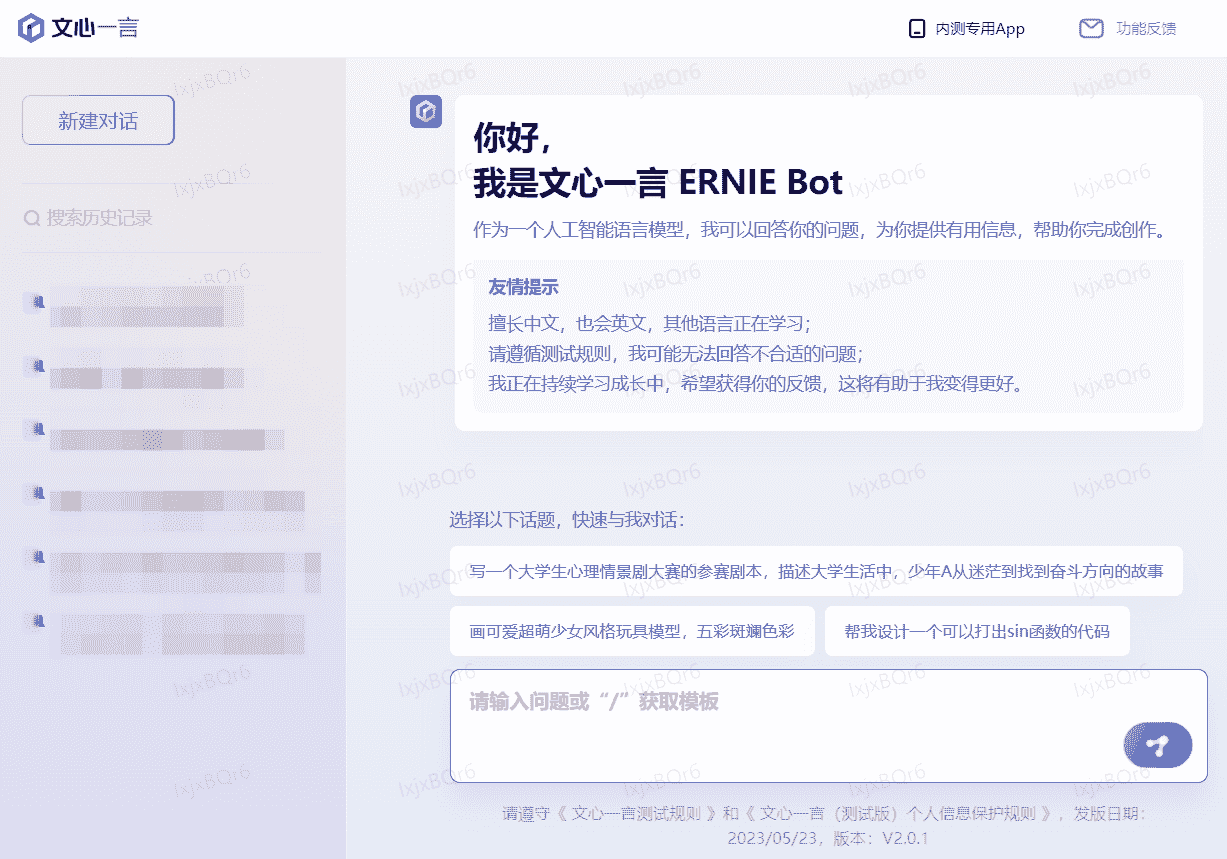 文心一言
内测专用App
功能反馈
新建对话
搜索历史记录
你好，
我是文心一言 ERNIE Bot
作为一个人工智能语言模型，我可以回答你的问题，为你提供有用信息，帮助你完成创作。
友情提示
擅长中文，也会英文，其他语言正在学习；
请遵循测试规则，我可能无法回答不合适的问题；
我正在持续学习成长中，希望获得你的反馈，这将有助于我变得更好。
选择以下话题，快速与我对话：
写一个大学生心理情景剧大赛的参赛剧本，描述大学生活中，少年A从迷茫到找到奋斗方向的故事
画可爱超萌少女风格玩具模型，五彩斑斓色彩
帮我设计一个可以打出sin函数的代码
请输入问题或“/”获取模板
请遵守《 文心一言测试规则 》和《 文心一言（测试版）个人信息保护规则 》，发版日期：
2023/05/23，版本：V2.0.1
lxjxBQr6